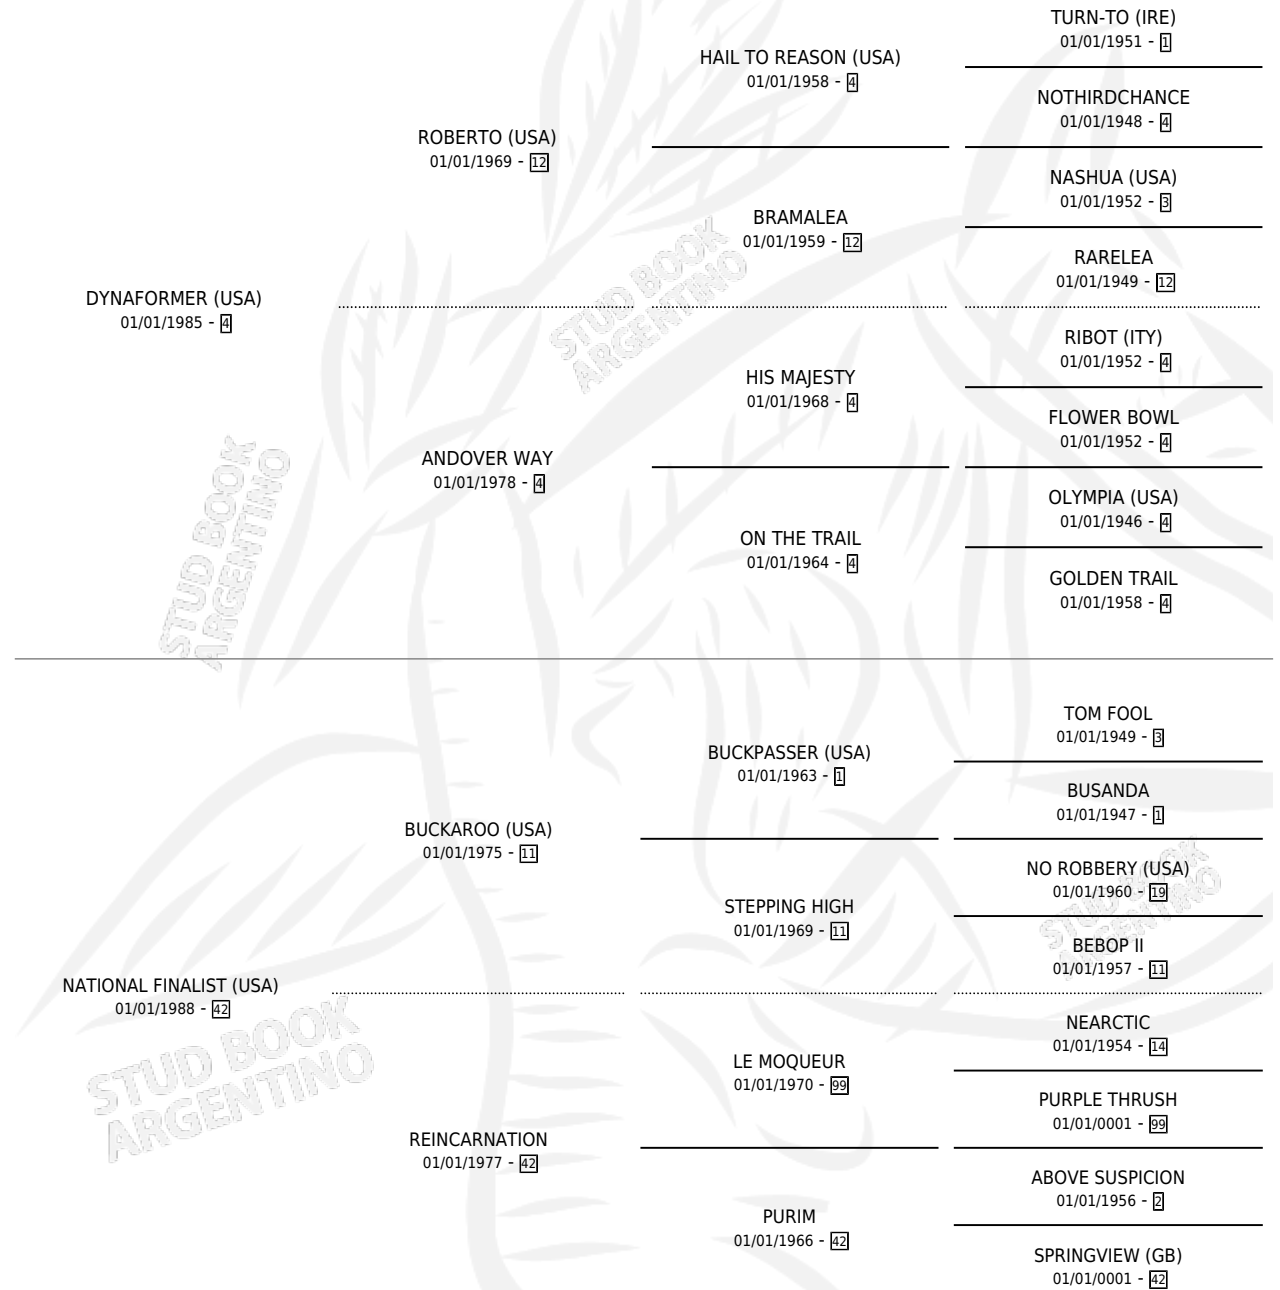 TURN-TO (IRE)
01/01/1951 - 1
HAIL TO REASON (USA)
01/01/1958 - 4
NOTHIRDCHANCE
01/01/1948 - 4
ROBERTO (USA)
01/01/1969 - 12
NASHUA (USA)
01/01/1952 - 3
BRAMALEA
01/01/1959 - 12
RARELEA
01/01/1949 - 12
DYNAFORMER (USA)
01/01/1985 - 4
RIBOT (ITY)
01/01/1952 - 4
HIS MAJESTY
01/01/1968 - 4
FLOWER BOWL
01/01/1952 - 4
ANDOVER WAY
01/01/1978 - 4
OLYMPIA (USA)
01/01/1946 - 4
ON THE TRAIL
01/01/1964 - 4
GOLDEN TRAIL
01/01/1958 - 4
STUD BOOK
ARGENTINO
STUD BOOK
ARGENTINO
TOM FOOL
01/01/1949 - 3
BUCKPASSER (USA)
01/01/1963 - 1
BUSANDA
01/01/1947 - 1
BUCKAROO (USA)
01/01/1975 - 11
NO ROBBERY (USA)
01/01/1960 - 19
STEPPING HIGH
01/01/1969 - 11
BEBOP II
01/01/1957 - 11
NATIONAL FINALIST (USA)
01/01/1988 - 42
NEARCTIC
01/01/1954 - 14
LE MOQUEUR
01/01/1970 - 99
PURPLE THRUSH
01/01/0001 - 99
REINCARNATION
01/01/1977 - 42
ABOVE SUSPICION
01/01/1956 - 2
PURIM
01/01/1966 - 42
SPRINGVIEW (GB)
01/01/0001 - 42
STUD BOOK
ARGENTINO
STUD BOOK
ARGENTINO